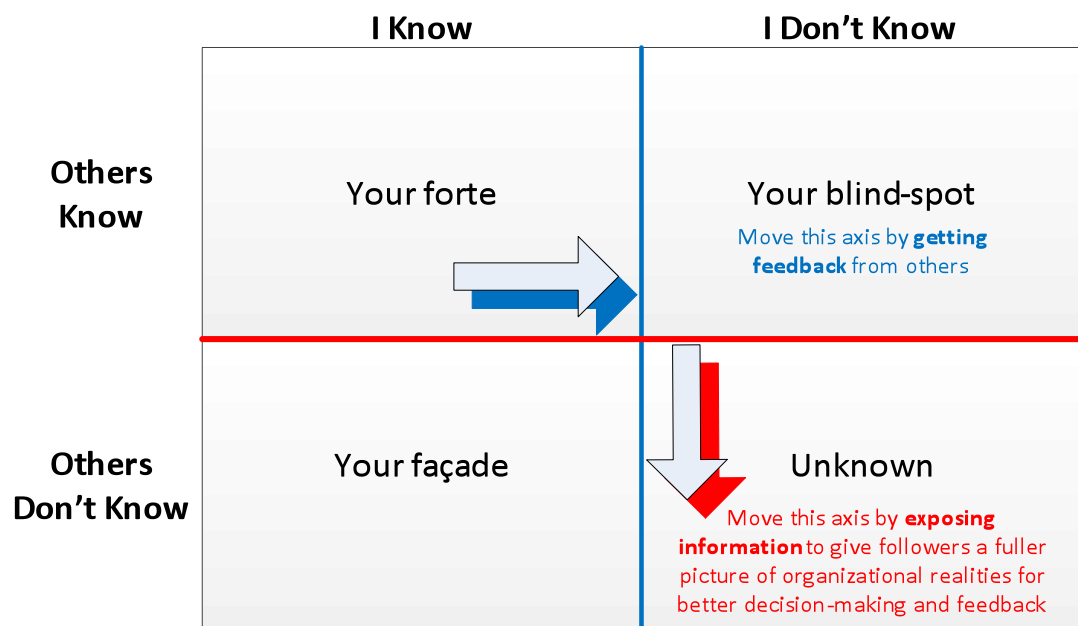 I Know
I Don’t Know
Others
Know
Your forte
Your blind-spot
Move this axis by getting
feedback from others
Others
Don’t Know
Your façade
Unknown
Move this axis by exposing
information to give followers a fuller
picture of organizational realities for
better decision-making and feedback